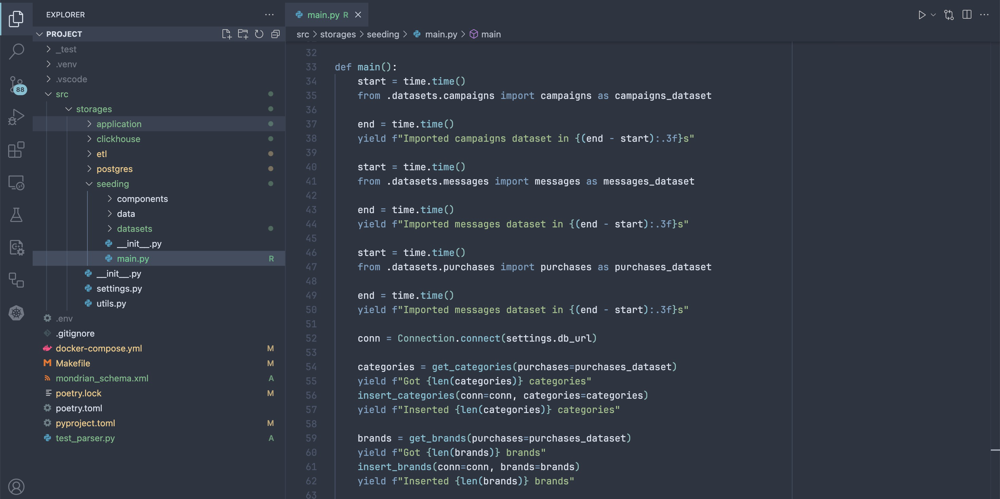 EXPLORER
PROJECT
_test
.venv
.vscode
88
src
storages
application
clickhouse
etl
postgres
seeding
components
data
datasets
__init__.py
main.py R
__init__.py
settings.py
utils.py
.env
.gitignore
docker-compose.yml M
Makefile M
mondrian_schema.xml A
poetry.lock M
poetry.toml
pyproject.toml M
test_parser.py A
main.py R
src > storages > seeding > main.py > main
32
33 def main():
34     start = time.time()
35     from .datasets.campaigns import campaigns as campaigns_dataset
36
37     end = time.time()
38     yield f"Imported campaigns dataset in {(end - start):.3f}s"
39
40     start = time.time()
41     from .datasets.messages import messages as messages_dataset
42
43     end = time.time()
44     yield f"Imported messages dataset in {(end - start):.3f}s"
45
46     start = time.time()
47     from .datasets.purchases import purchases as purchases_dataset
48
49     end = time.time()
50     yield f"Imported messages dataset in {(end - start):.3f}s"
51
52     conn = Connection.connect(settings.db_url)
53
54     categories = get_categories(purchases=purchases_dataset)
55     yield f"Got {len(categories)} categories"
56     insert_categories(conn=conn, categories=categories)
57     yield f"Inserted {len(categories)} categories"
58
59     brands = get_brands(purchases=purchases_dataset)
60     yield f"Got {len(brands)} brands"
61     insert_brands(conn=conn, brands=brands)
62     yield f"Inserted {len(brands)} brands"
63